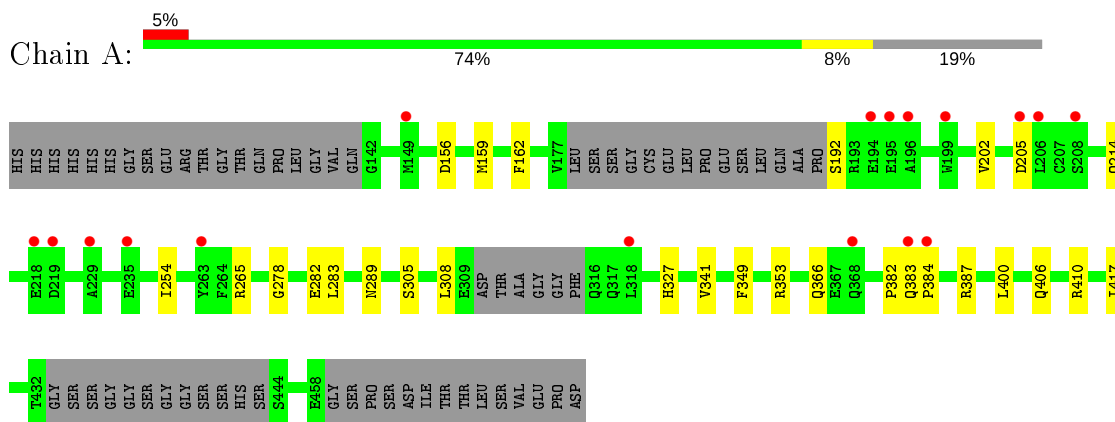 5%
Chain A:
74% 8% 19%
HIS HIS HIS HIS HIS HIS GLY SER GLU ARG THR GLY THR GLN PRO LEU GLY VAL GLN G142 M149 D156 M159 F162 V177 LEU SER SER GLY CYS GLU LEU PRO GLU SER LEU GLN ALA PRO S192 R193 E194 E195 A196 W199 V202 D205 L206 C207 S208
E218 D219 A229 E235 I254 Y263 F264 R265 G278 E282 L283 N289 S305 L308 E309 ASP THR ALA GLY GLY PHE Q316 Q317 L318 H327 V341 F349 R353 Q366 E367 Q368 P382 Q383 P384 R387 L400 Q406 R410
T432 GLY SER SER GLY GLY SER GLY GLY SER SER HIS SER S444 E458 GLY SER PRO SER ASP ILE THR THR LEU SER VAL GLU PRO ASP